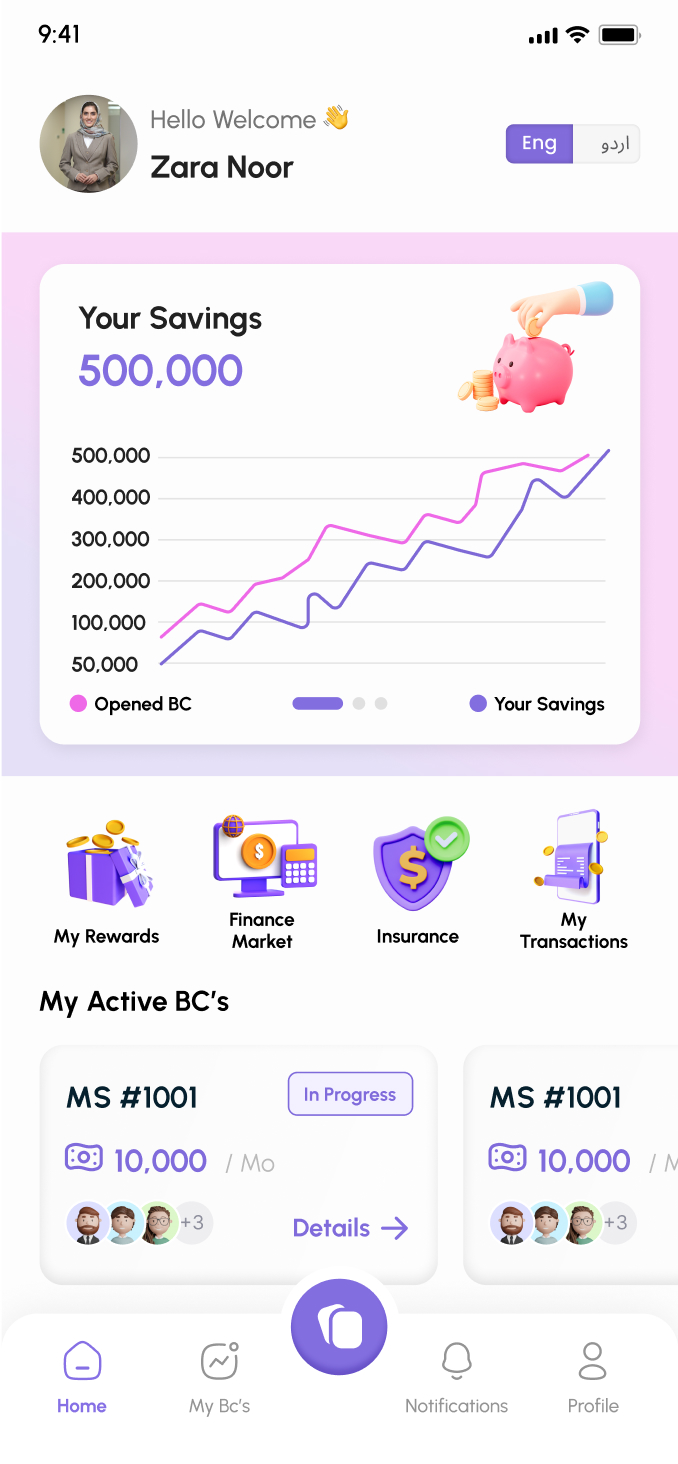 9:41
Hello Welcome 👋
Zara Noor
Eng
اردو
Your Savings
500,000
500,000
400,000
300,000
200,000
100,000
50,000
Opened BC
Your Savings
My Rewards
Finance
Market
Insurance
My
Transactions
My Active BC's
MS #1001
In Progress
10,000 / Mo
+3
Details
MS #1001
10,000 / M
+3
Home
My Bc's
Notifications
Profile